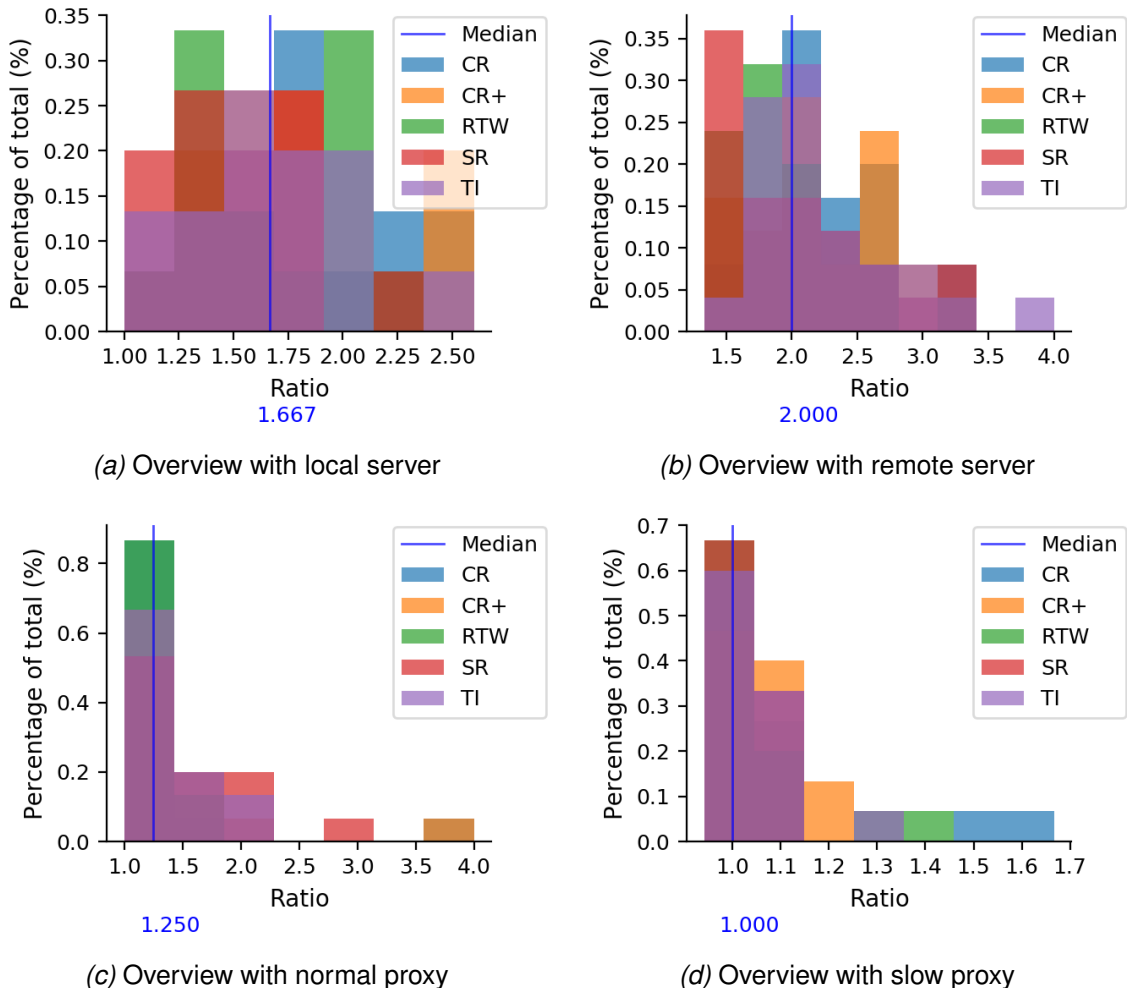 0.35
0.30
0.25
0.20
0.15
0.10
0.05
0.00
Percentage of total (%)
1.00 1.25 1.50 1.75 2.00 2.25 2.50
Ratio
1.667
Median
CR
CR+
RTW
SR
TI
(a) Overview with local server
0.35
0.30
0.25
0.20
0.15
0.10
0.05
0.00
Percentage of total (%)
1.5 2.0 2.5 3.0 3.5 4.0
Ratio
2.000
Median
CR
CR+
RTW
SR
TI
(b) Overview with remote server
0.8
0.6
0.4
0.2
0.0
Percentage of total (%)
1.0 1.5 2.0 2.5 3.0 3.5 4.0
Ratio
1.250
Median
CR
CR+
RTW
SR
TI
(c) Overview with normal proxy
0.7
0.6
0.5
0.4
0.3
0.2
0.1
0.0
Percentage of total (%)
1.0 1.1 1.2 1.3 1.4 1.5 1.6 1.7
Ratio
1.000
Median
CR
CR+
RTW
SR
TI
(d) Overview with slow proxy